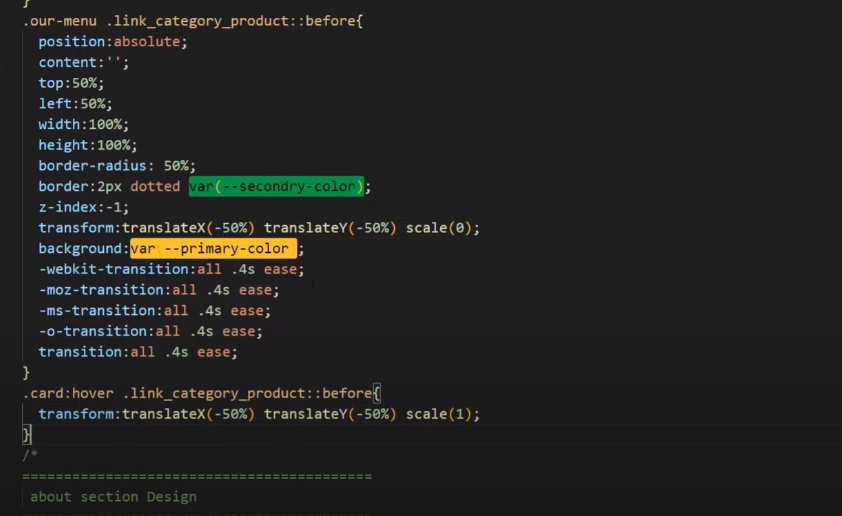 }
.our-menu .link_category_product::before{
position:absolute;
content:'';
top:50%;
left:50%;
width:100%;
height:100%;
border-radius: 50%;
border:2px dotted var(--secondry-color);
z-index:-1;
transform:translateX(-50%) translateY(-50%) scale(0);
background:var --primary-color ;
-webkit-transition:all .4s ease;
-moz-transition:all .4s ease;
-ms-transition:all .4s ease;
-o-transition:all .4s ease;
transition:all .4s ease;
}
.card:hover .link_category_product::before{
transform:translateX(-50%) translateY(-50%) scale(1);
}
/*
==========================================
about section Design